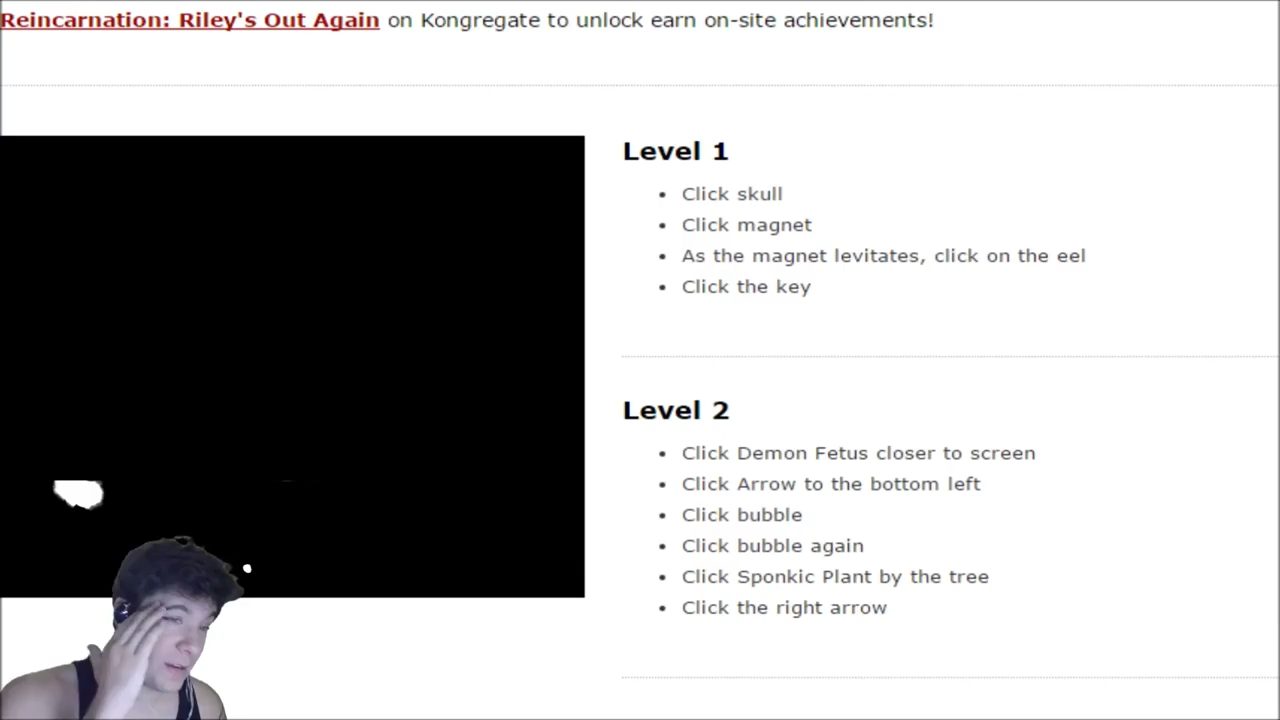 Reincarnation: Riley's Out Again on Kongregate to unlock earn on-site achievements!
Level 1
• Click skull
• Click magnet
• As the magnet levitates, click on the eel
• Click the key
Level 2
• Click Demon Fetus closer to screen
• Click Arrow to the bottom left
• Click bubble
• Click bubble again
• Click Sponkic Plant by the tree
• Click the right arrow